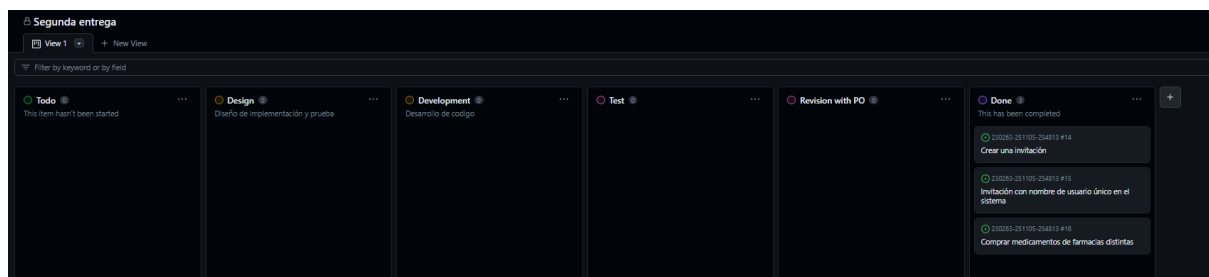 Segunda entrega
View 1
+ New View
Filter by keyword or by field
Todo 0
This item hasn't been started
Design 0
Diseño de implementación y prueba
Development 0
Desarrollo de codigo
Test 0
Revision with PO 0
Done 3
This has been completed
230263-251105-254813 #14
Crear una invitación
230263-251105-254813 #15
Invitación con nombre de usuario único en el
sistema
230263-251105-254813 #16
Comprar medicamentos de farmacias distintas
+